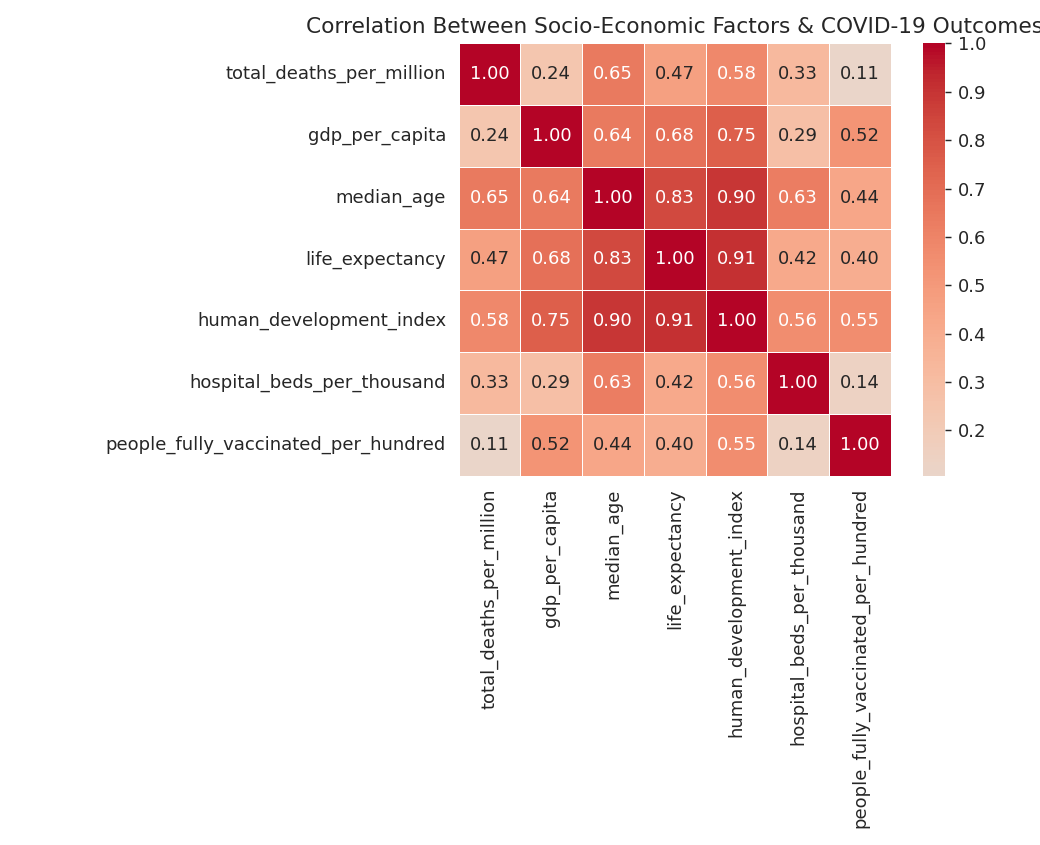 Correlation Between Socio-Economic Factors & COVID-19 Outcomes
total_deaths_per_million 1.00 0.24 0.65 0.47 0.58 0.33 0.11
gdp_per_capita 0.24 1.00 0.64 0.68 0.75 0.29 0.52
median_age 0.65 0.64 1.00 0.83 0.90 0.63 0.44
life_expectancy 0.47 0.68 0.83 1.00 0.91 0.42 0.40
human_development_index 0.58 0.75 0.90 0.91 1.00 0.56 0.55
hospital_beds_per_thousand 0.33 0.29 0.63 0.42 0.56 1.00 0.14
people_fully_vaccinated_per_hundred 0.11 0.52 0.44 0.40 0.55 0.14 1.00
total_deaths_per_million
gdp_per_capita
median_age
life_expectancy
human_development_index
hospital_beds_per_thousand
people_fully_vaccinated_per_hundred
1.0
0.9
0.8
0.7
0.6
0.5
0.4
0.3
0.2